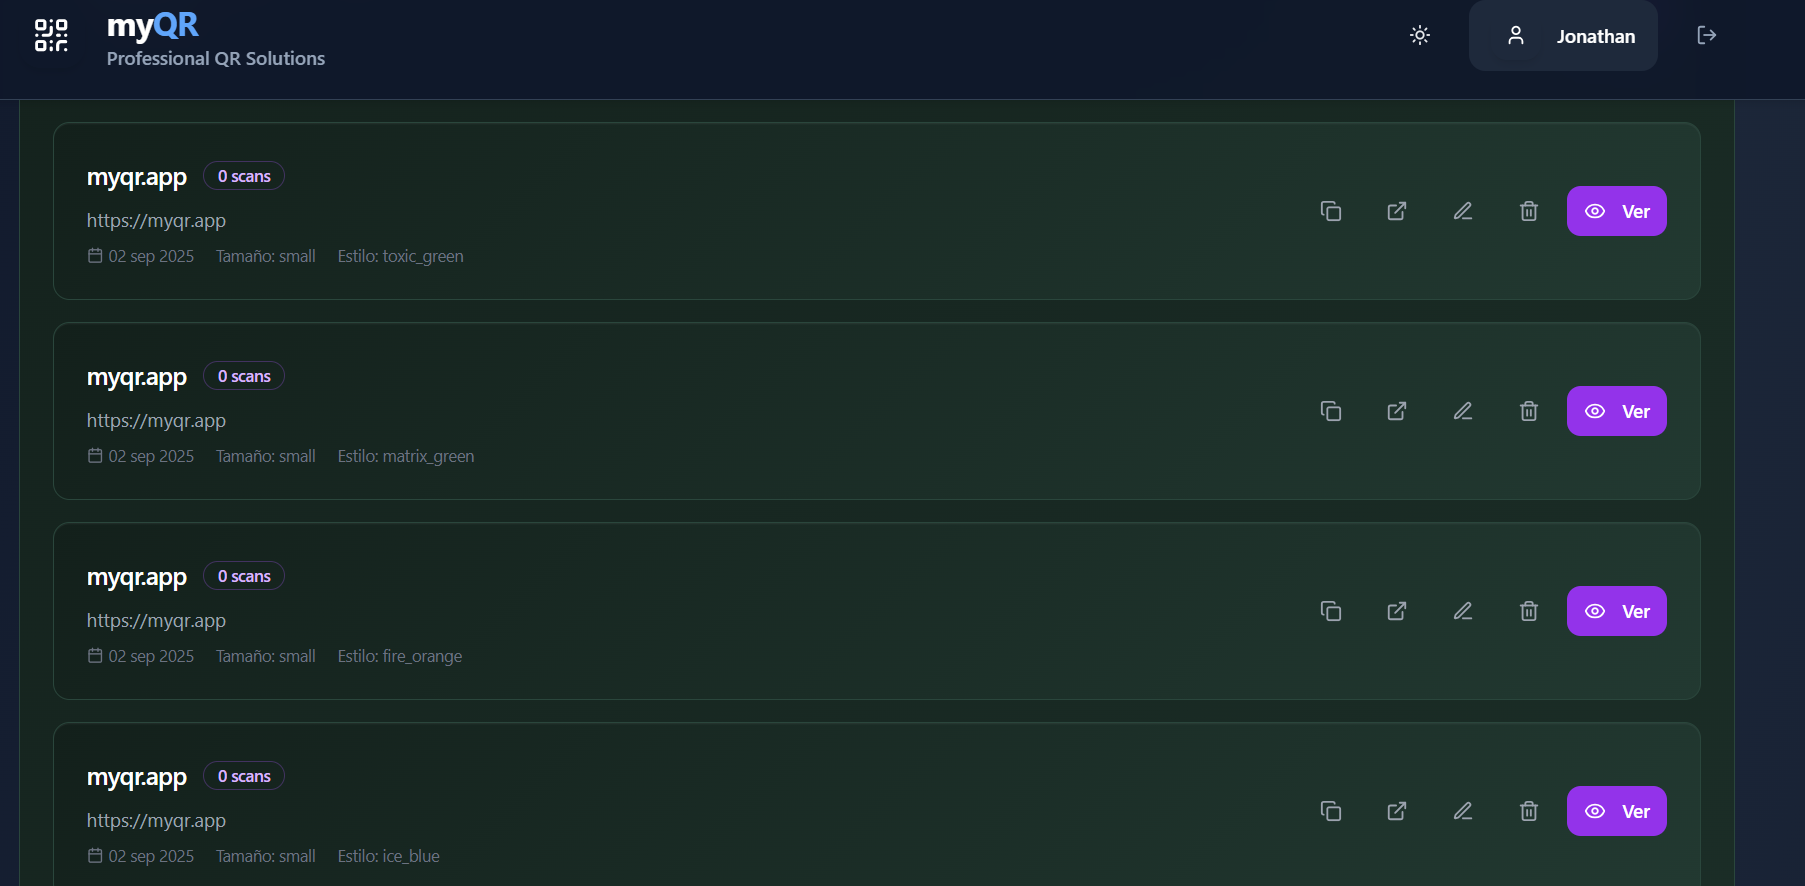 myQR
Professional QR Solutions
Jonathan
myqr.app 0 scans
https://myqr.app
02 sep 2025 Tamaño: small Estilo: toxic_green
Ver
myqr.app 0 scans
https://myqr.app
02 sep 2025 Tamaño: small Estilo: matrix_green
Ver
myqr.app 0 scans
https://myqr.app
02 sep 2025 Tamaño: small Estilo: fire_orange
Ver
myqr.app 0 scans
https://myqr.app
02 sep 2025 Tamaño: small Estilo: ice_blue
Ver